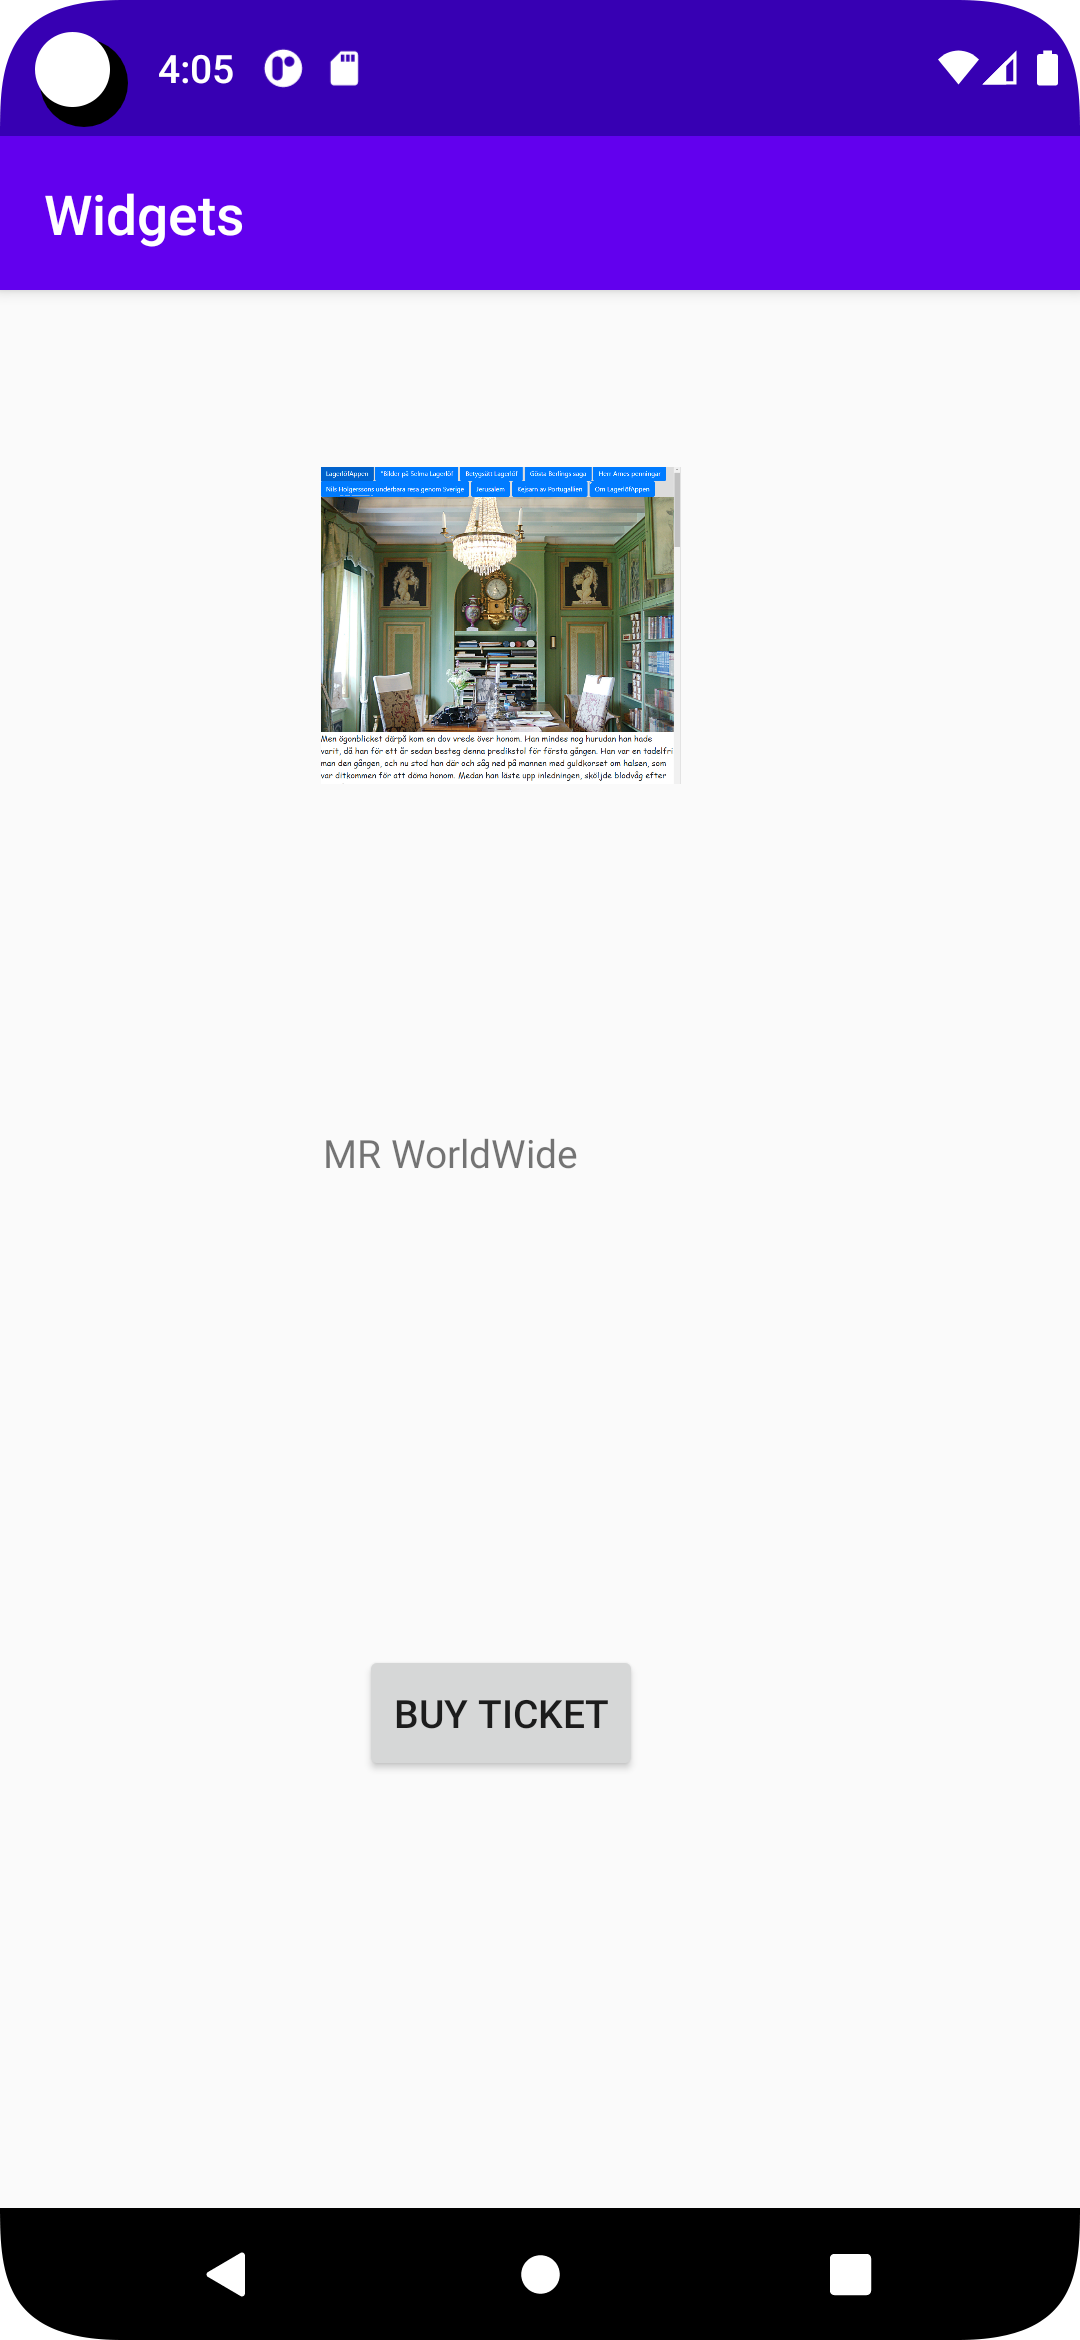 4:05
Widgets
LagerlöfAppen "Bilder på Selma Lagerlöf Betygsätt Lagerlöf Gösta Berlings saga Herr Arnes penningar
Nils Holgerssons underbara resa genom Sverige Jerusalem Kejsarn av Portugallien Om LagerlöfAppen
Men ögonblicket därpå kom en dov vrede över honom. Han mindes nog hurudan han hade
varit, då han för ett år sedan besteg denna predikstol för första gången. Han var en tadelfri
man den gången, och nu stod han där och såg ned på mannen med guldkorset om halsen, som
var ditkommen för att döma honom. Medan han läste upp inledningen, sköljde blodvåg efter
MR WorldWide
BUY TICKET